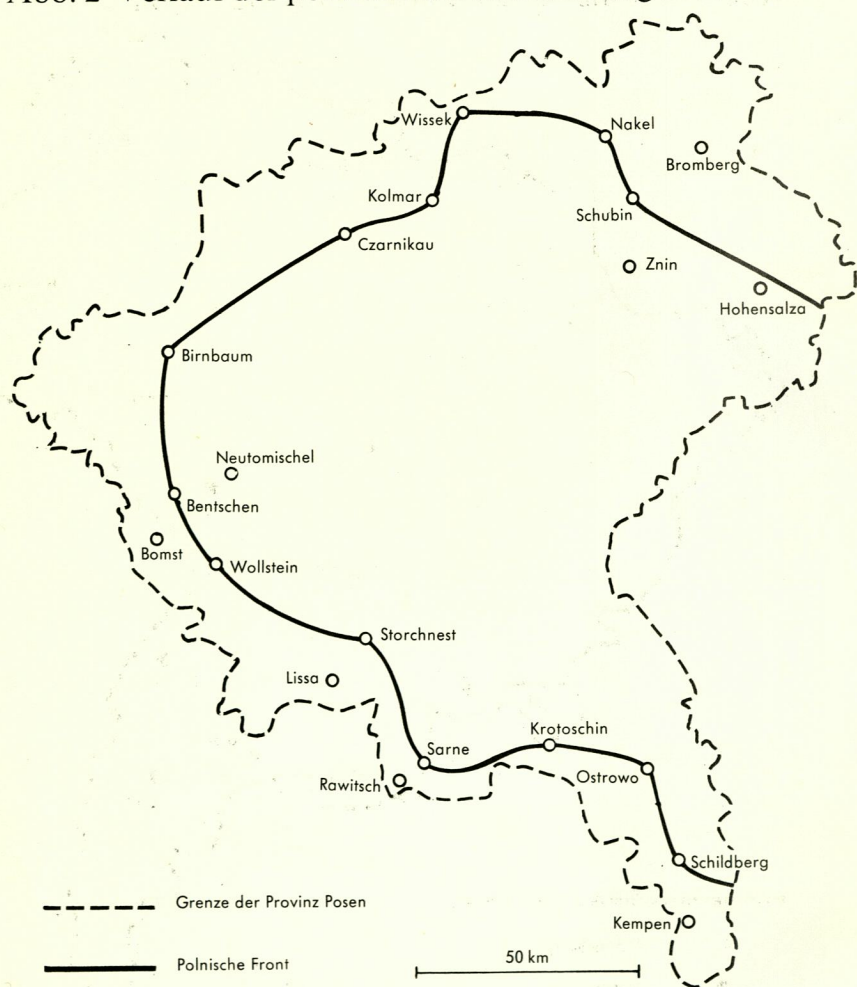 Wissek
Nakel
Bromberg
Kolmar
Schubin
Czarnikau
Znin
Hohensalza
Birnbaum
Neutomischel
Bentschen
Bomst
Wollstein
Storchnest
Lissa
Krotoschin
Sarne
Ostrowo
Rawitsch
Schildberg
Grenze der Provinz Posen
Kempen
50 km
Polnische Front